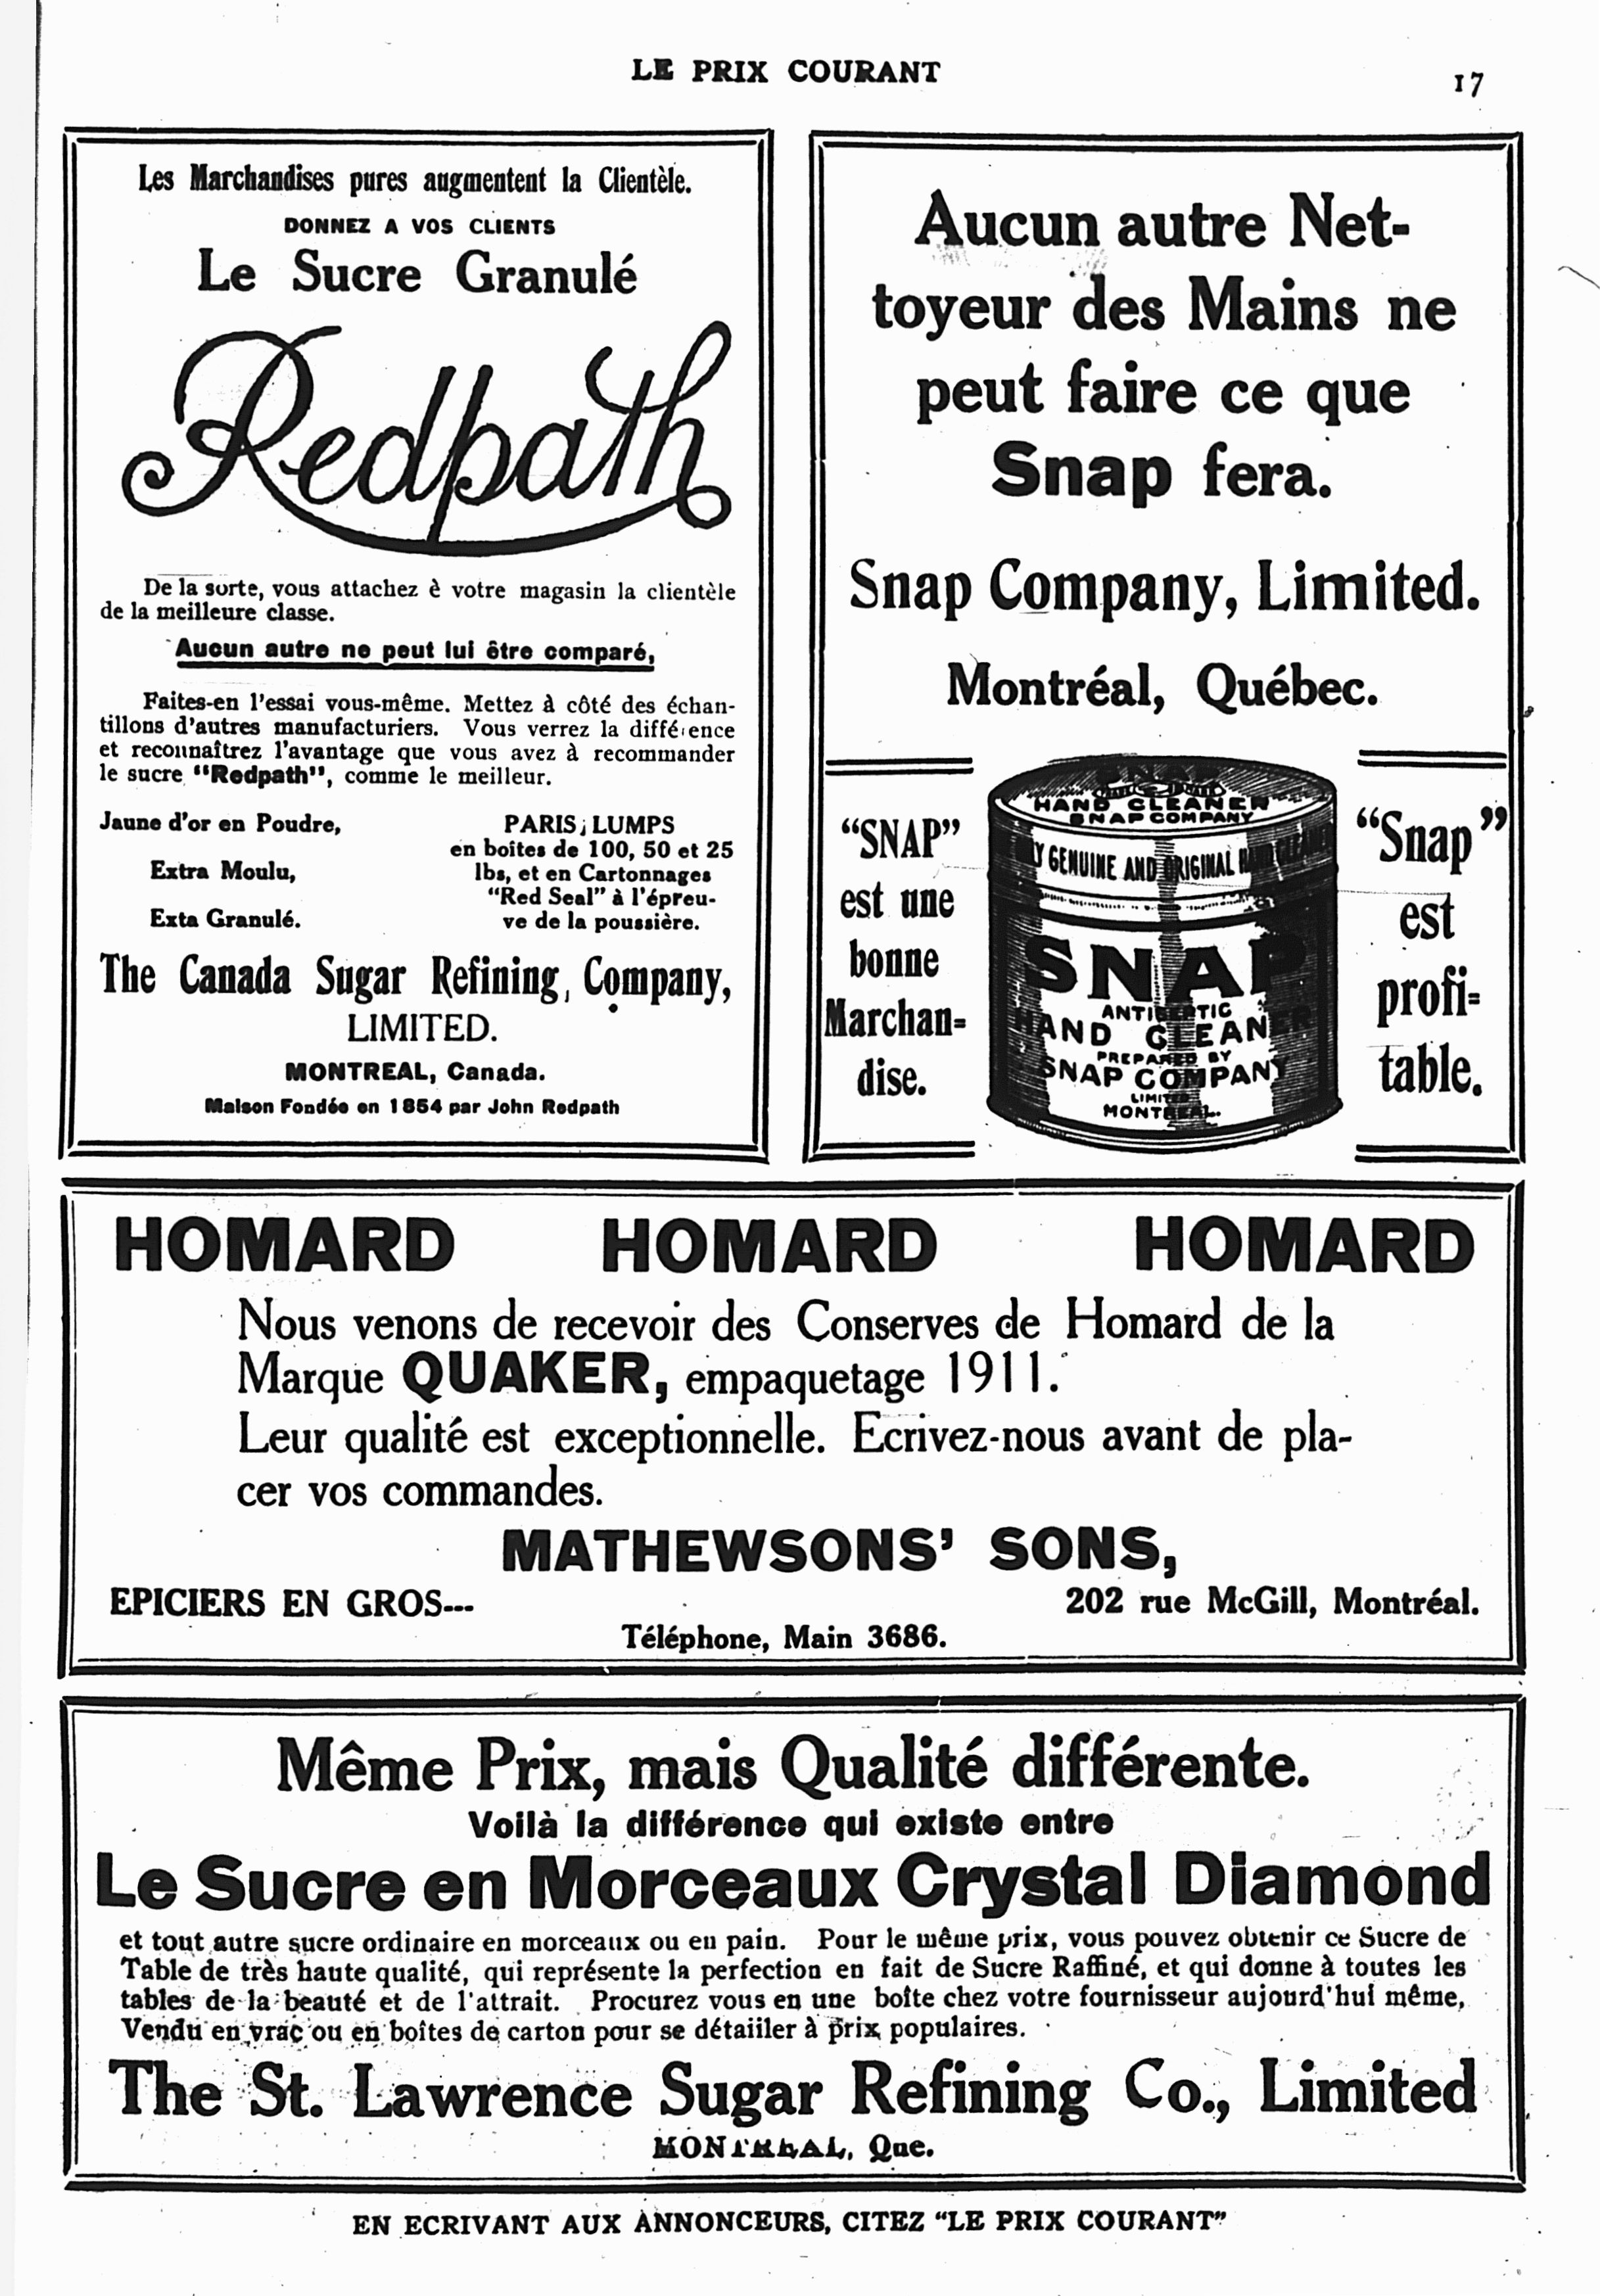 LE PRIX COURANT
17
Les Marchandises pures augmentent la Clientèle.
DONNEZ A VOS CLIENTS
Le Sucre Granulé
Redpath
De la sorte, vous attachez è votre magasin la clientèle
de la meilleure classe.
Aucun autre ne peut lui être comparé,
Faites-en l'essai vous-même. Mettez à côté des échan-
tillons d'autres manufacturiers. Vous verrez la différence
et reconnaîtrez l'avantage que vous avez à recommander
le sucre "Redpath", comme le meilleur.
Jaune d'or en Poudre,
Extra Moulu,
Exta Granulé.
PARIS LUMPS
en boîtes de 100, 50 et 25
lbs, et en Cartonnages
"Red Seal" à l'épreu-
ve de la poussière.
The Canada Sugar Refining, Company,
LIMITED.
MONTREAL, Canada.
Maison Fondée en 1854 par John Redpath
Aucun autre Net-
toyeur des Mains ne
peut faire ce que
Snap fera.
Snap Company, Limited.
Montréal, Québec.
"SNAP"
est une
bonne
Marchan-
dise.
SNAP
HAND CLEANER
SNAP COMPANY
GENUINE AND ORIGINAL HAND CLEANER
SNAP
ANTISEPTIC
HAND CLEANER
PREPARED BY
SNAP COMPANY
LIMITED
MONTREAL.
"Snap"
est
profi-
table.
HOMARD HOMARD HOMARD
Nous venons de recevoir des Conserves de Homard de la
Marque QUAKER, empaquetage 1911.
Leur qualité est exceptionnelle. Ecrivez-nous avant de pla-
cer vos commandes.
MATHEWSONS' SONS,
EPICIERS EN GROS--- 202 rue McGill, Montréal.
Téléphone, Main 3686.
Même Prix, mais Qualité différente.
Voilà la différence qui existe entre
Le Sucre en Morceaux Crystal Diamond
et tout autre sucre ordinaire en morceaux ou en pain. Pour le même prix, vous pouvez obtenir ce Sucre de
Table de très haute qualité, qui représente la perfection en fait de Sucre Raffiné, et qui donne à toutes les
tables de la beauté et de l'attrait. Procurez vous en une boîte chez votre fournisseur aujourd'hui même,
Vendu en vrac ou en boîtes de carton pour se détaiiler à prix populaires.
The St. Lawrence Sugar Refining Co., Limited
MONTREAL, Que.
EN ECRIVANT AUX ANNONCEURS, CITEZ "LE PRIX COURANT"